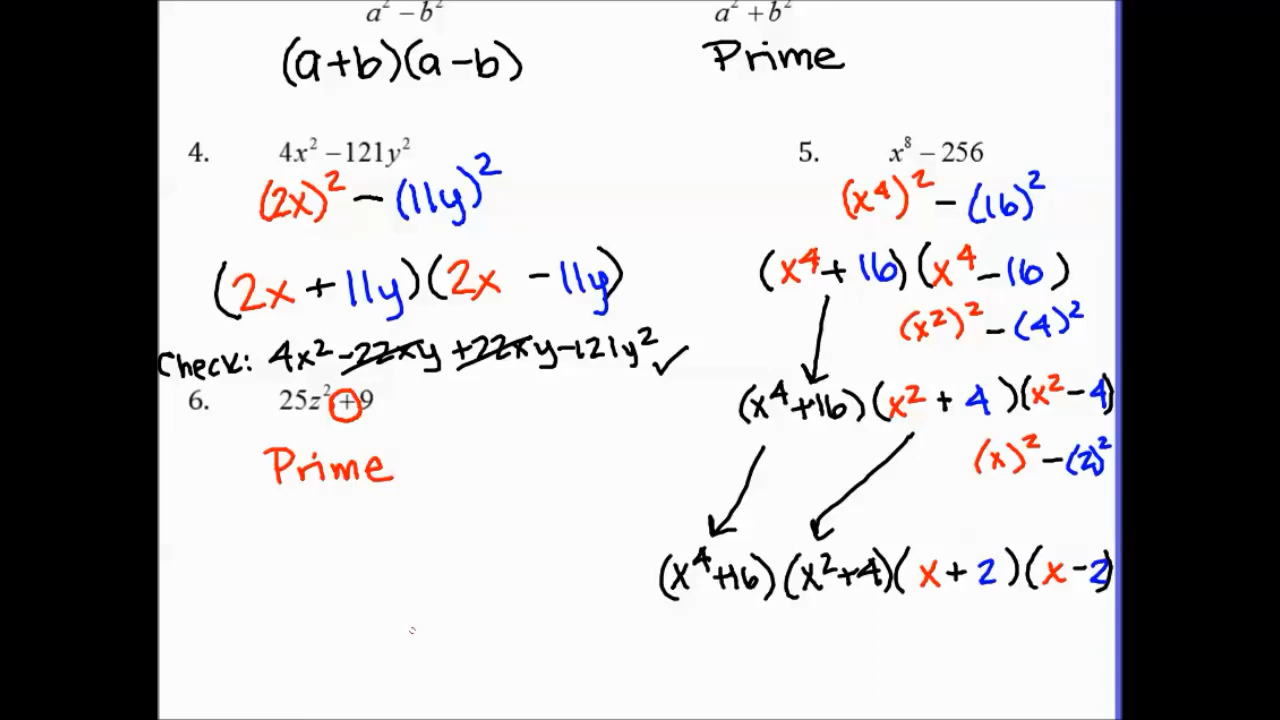 a² − b² a² + b²
(a+b)(a−b) Prime
4. 4x² − 121y²
(2x)² − (11y)²
(2x + 11y)(2x − 11y)
Check: 4x² − 22xy + 22xy − 121y² ✓
6. 25z² + 9
Prime
5. x⁸ − 256
(x⁴)² − (16)²
(x⁴ + 16)(x⁴ − 16)
(x²)² − (4)²
(x⁴+16)(x² + 4)(x² − 4)
(x)² − (2)²
(x⁴+16)(x²+4)(x + 2)(x − 2)